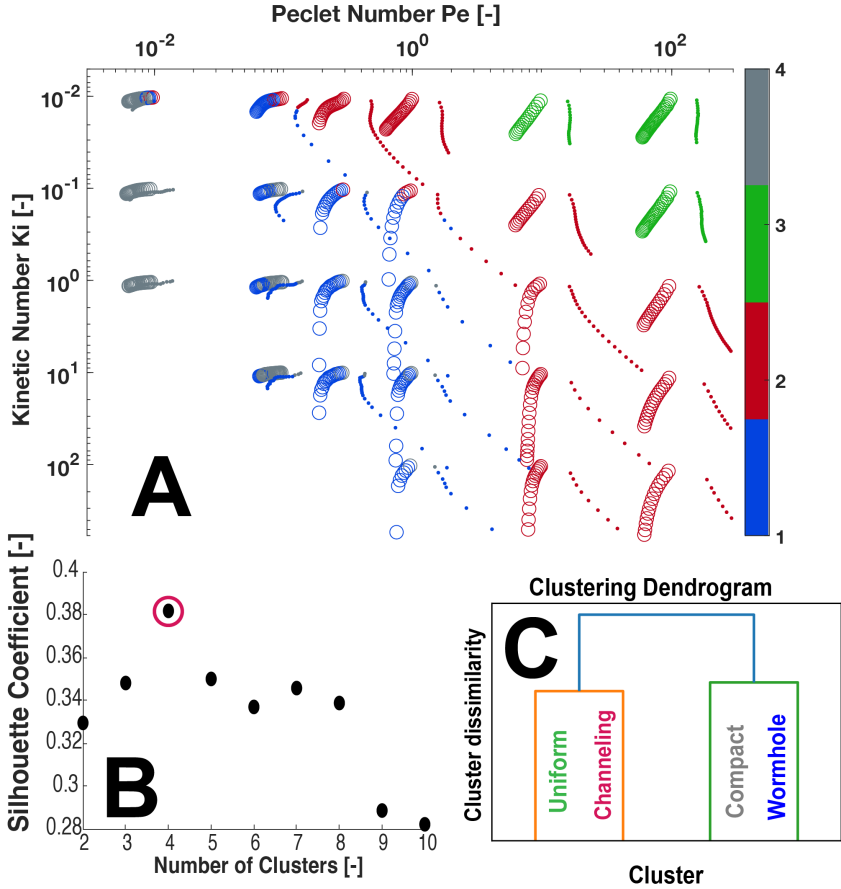 Peclet Number Pe [-]
10^-2 10^0 10^2
Kinetic Number Ki [-]
10^-2
10^-1
10^0
10^1
10^2
A
4
3
2
1
Silhouette Coefficient [-]
0.4
0.38
0.36
0.34
0.32
0.3
0.28
B
2 3 4 5 6 7 8 9 10
Number of Clusters [-]
Clustering Dendrogram
C
Cluster dissimilarity
Uniform
Channeling
Compact
Wormhole
Cluster